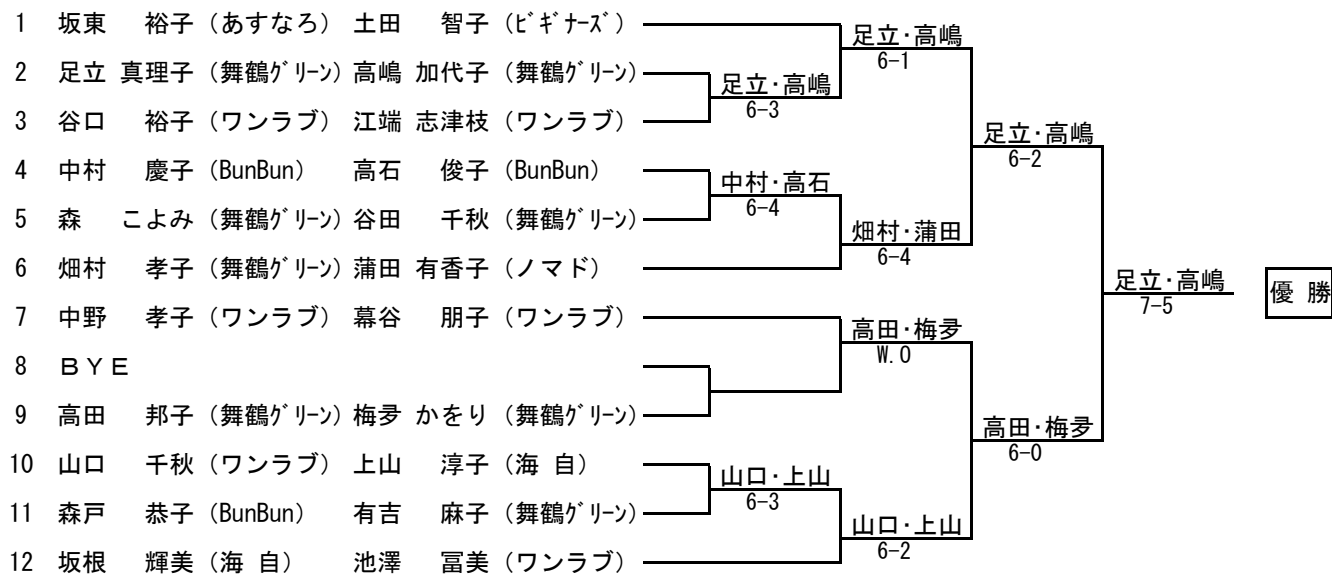 1 坂東 裕子 (あすなろ) 土田 智子 (ﾋﾞｷﾞﾅｰｽﾞ)
足立・高嶋
6-1
2 足立 真理子 (舞鶴ｸﾞﾘｰﾝ) 高嶋 加代子 (舞鶴ｸﾞﾘｰﾝ)
足立・高嶋
6-3
3 谷口 裕子 (ワンラブ) 江端 志津枝 (ワンラブ)
足立・高嶋
6-2
4 中村 慶子 (BunBun) 高石 俊子 (BunBun)
中村・高石
6-4
5 森 こよみ (舞鶴ｸﾞﾘｰﾝ) 谷田 千秋 (舞鶴ｸﾞﾘｰﾝ)
畑村・蒲田
6-4
6 畑村 孝子 (舞鶴ｸﾞﾘｰﾝ) 蒲田 有香子 (ノマド)
足立・高嶋
7-5
優 勝
7 中野 孝子 (ワンラブ) 幕谷 朋子 (ワンラブ)
高田・梅夛
W.0
8 ＢＹＥ
9 高田 邦子 (舞鶴ｸﾞﾘｰﾝ) 梅夛 かをり (舞鶴ｸﾞﾘｰﾝ)
高田・梅夛
6-0
10 山口 千秋 (ワンラブ) 上山 淳子 (海 自)
山口・上山
6-3
11 森戸 恭子 (BunBun) 有吉 麻子 (舞鶴ｸﾞﾘｰﾝ)
山口・上山
6-2
12 坂根 輝美 (海 自) 池澤 冨美 (ワンラブ)